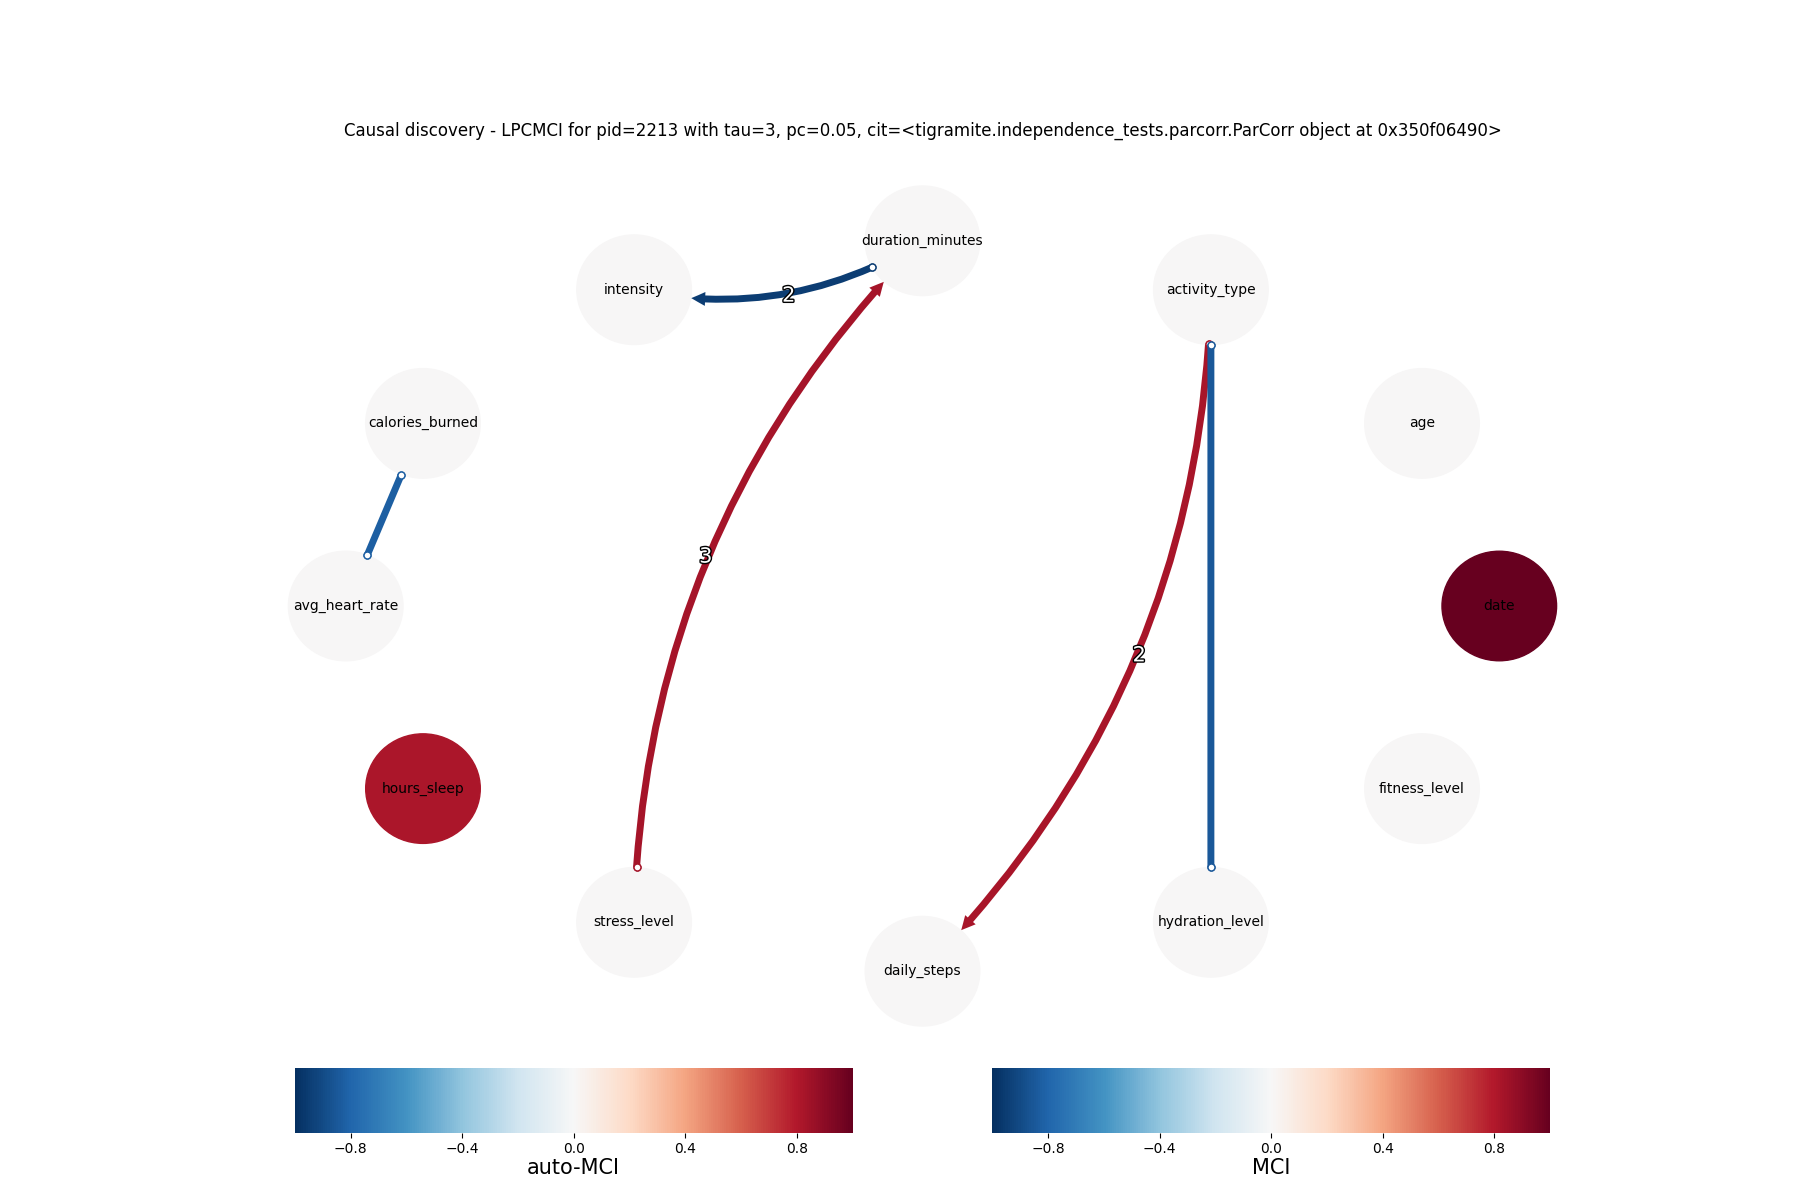 Causal discovery - LPCMCI for pid=2213 with tau=3, pc=0.05, cit=<tigramite.independence_tests.parcorr.ParCorr object at 0x350f06490>
duration_minutes
intensity
activity_type
2
calories_burned
age
3
avg_heart_rate
date
2
hours_sleep
fitness_level
stress_level
hydration_level
daily_steps
−0.8 −0.4 0.0 0.4 0.8
auto-MCI
−0.8 −0.4 0.0 0.4 0.8
MCI